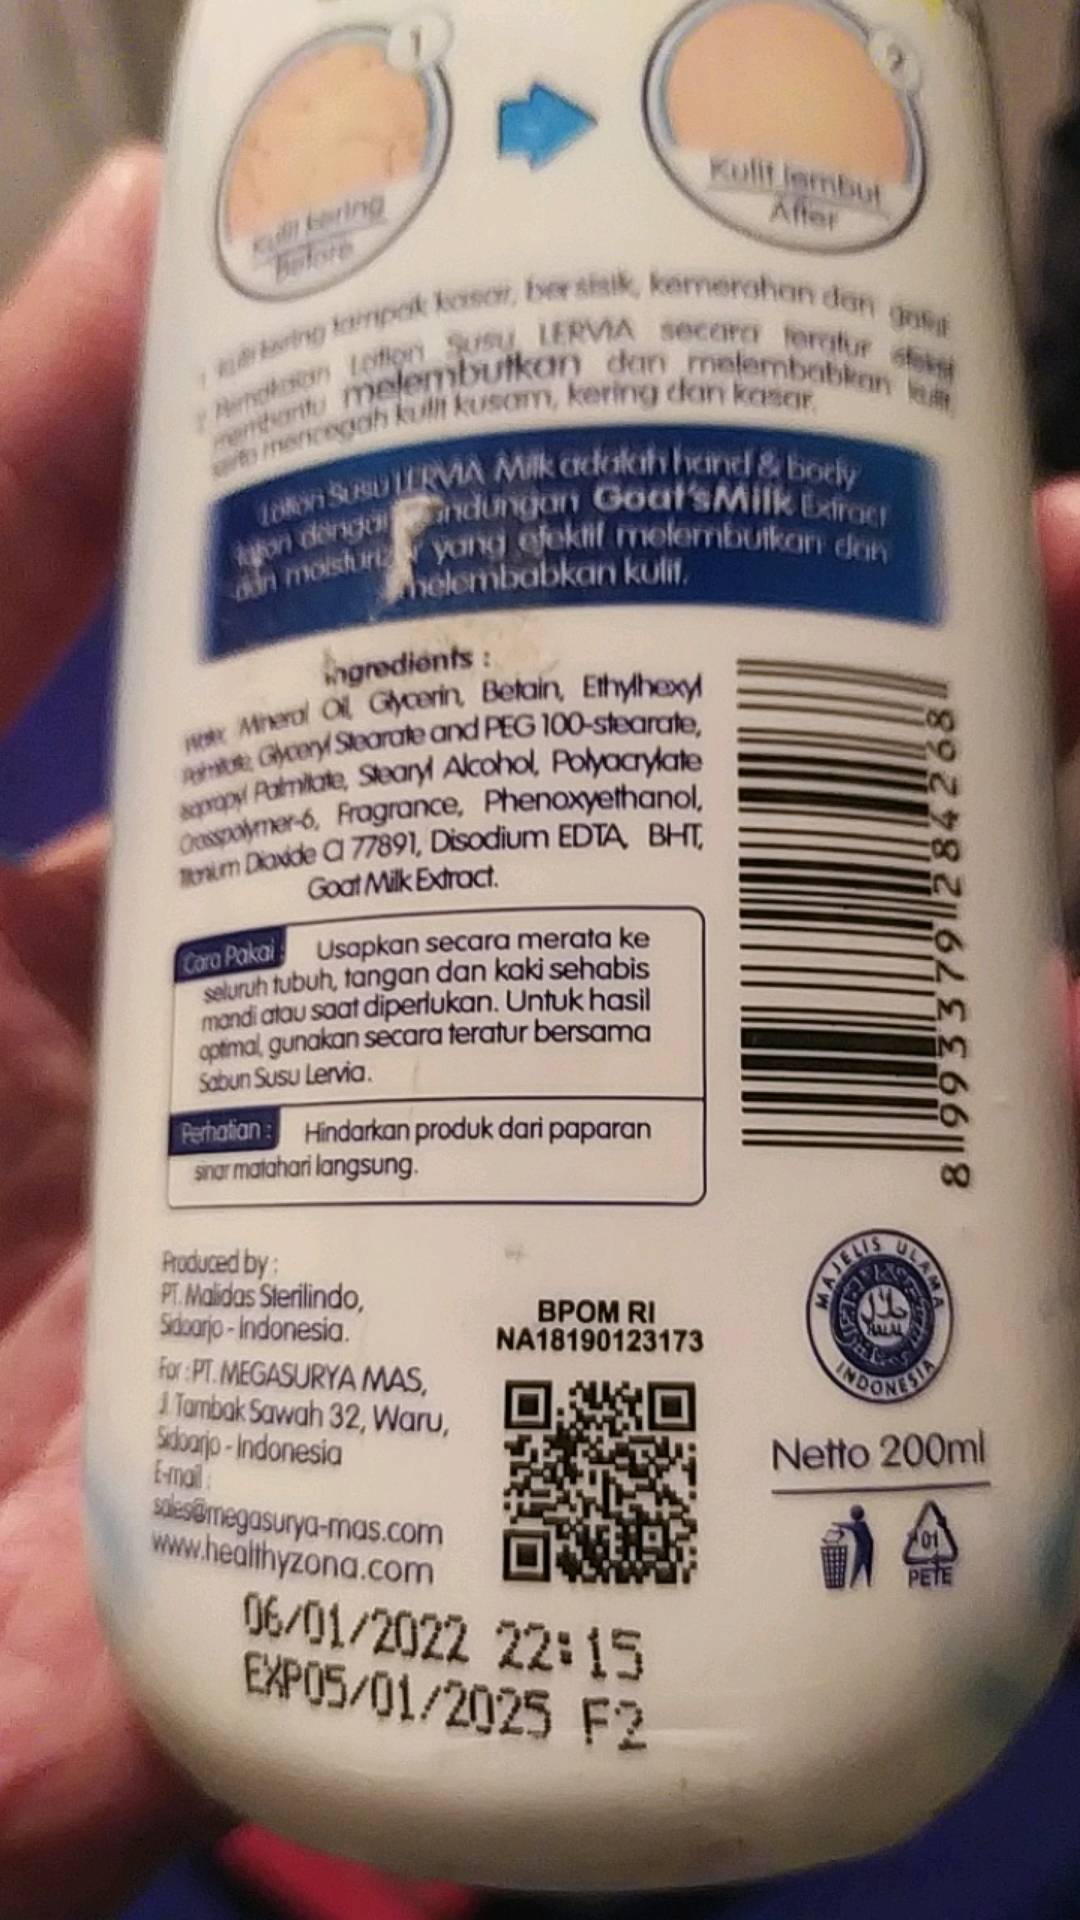 1
2
Kulit kering
Before
Kulit lembut
After
1. Kulit kering tampak kasar, bersisik, kemerahan dan gatal.
2. Pemakaian Lotion Susu LERVIA secara teratur efektif
membantu melembutkan dan melembabkan kulit,
serta mencegah kulit kusam, kering dan kasar.
Lotion Susu LERVIA Milk adalah hand & body
lotion dengan kandungan Goat'sMilk Extract
dan moisturizer yang efektif melembutkan dan
melembabkan kulit.
Ingredients :
Water, Mineral Oil, Glycerin, Betain, Ethylhexyl
Palmitate, Glyceryl Stearate and PEG 100-stearate,
Isopropyl Palmitate, Stearyl Alcohol, Polyacrylate
Crosspolymer-6, Fragrance, Phenoxyethanol,
Titanium Dioxide CI 77891, Disodium EDTA, BHT,
Goat Milk Extract.
Cara Pakai : Usapkan secara merata ke
seluruh tubuh, tangan dan kaki sehabis
mandi atau saat diperlukan. Untuk hasil
optimal, gunakan secara teratur bersama
Sabun Susu Lervia.
Perhatian : Hindarkan produk dari paparan
sinar matahari langsung.
8993379284268
Produced by :
PT. Malidas Sterilindo,
Sidoarjo - Indonesia.
For : PT. MEGASURYA MAS,
Jl. Tambak Sawah 32, Waru,
Sidoarjo - Indonesia
E-mail :
sales@megasurya-mas.com
www.healthyzona.com
BPOM RI
NA18190123173
MAJELIS ULAMA
حلال
HALAL
INDONESIA
Netto 200ml
01
PETE
06/01/2022 22:15
EXP05/01/2025 F2